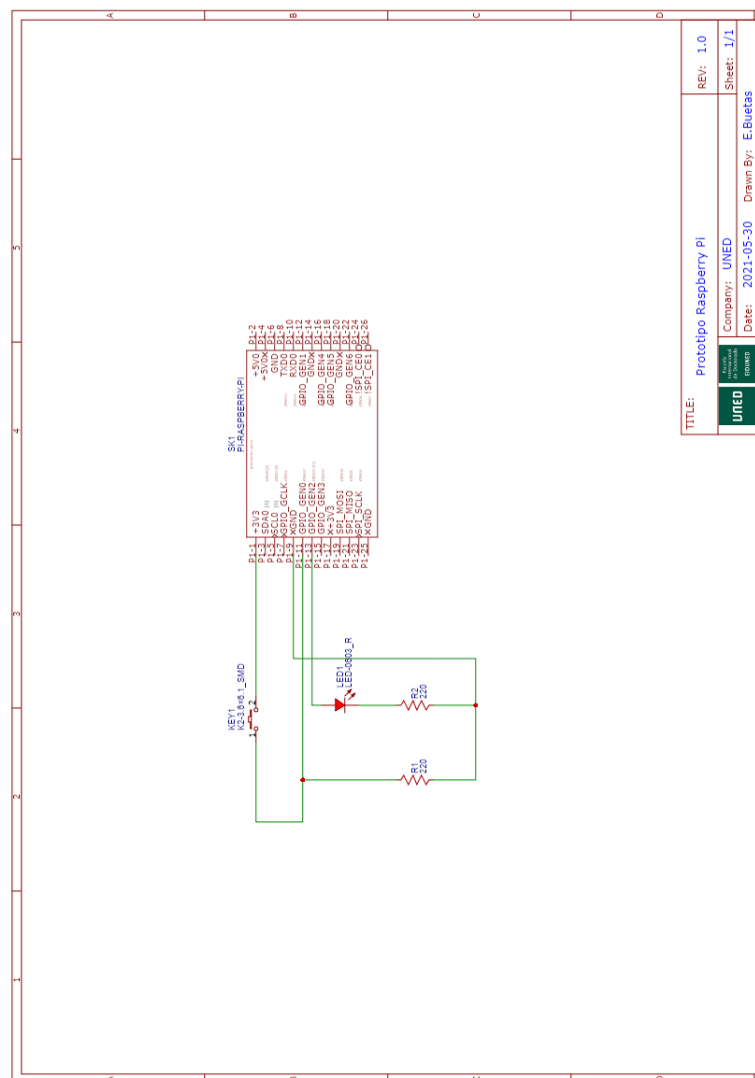 A
B
C
D
1
2
3
4
5
SK1
PI-RASPBERRY-PI
P1-1 +3V3
P1-3 SDA0
P1-5 SCL0
P1-7 GPIO_GCLK
P1-9 GND
P1-11 GPIO_GEN0
P1-13 GPIO_GEN2
P1-15 GPIO_GEN3
P1-17 +3V3
P1-19 SPI_MOSI
P1-21 SPI_MISO
P1-23 SPI_SCLK
P1-25 GND
+5V0 P1-2
+5V0 P1-4
GND P1-6
TXD0 P1-8
RXD0 P1-10
GPIO_GEN1 P1-12
GND P1-14
GPIO_GEN4 P1-16
GPIO_GEN5 P1-18
GND P1-20
GPIO_GEN6 P1-22
!SPI_CE0 P1-24
!SPI_CE1 P1-26
KEY1
K2-3.6×6.1_SMD
1 2
LED1
LED-0603_R
R2
220
R1
220
TITLE:
Prototipo Raspberry Pi
REV: 1.0
UNED
EIDUNED
Company: UNED
Sheet: 1/1
Date: 2021-05-30
Drawn By: E.Buetas